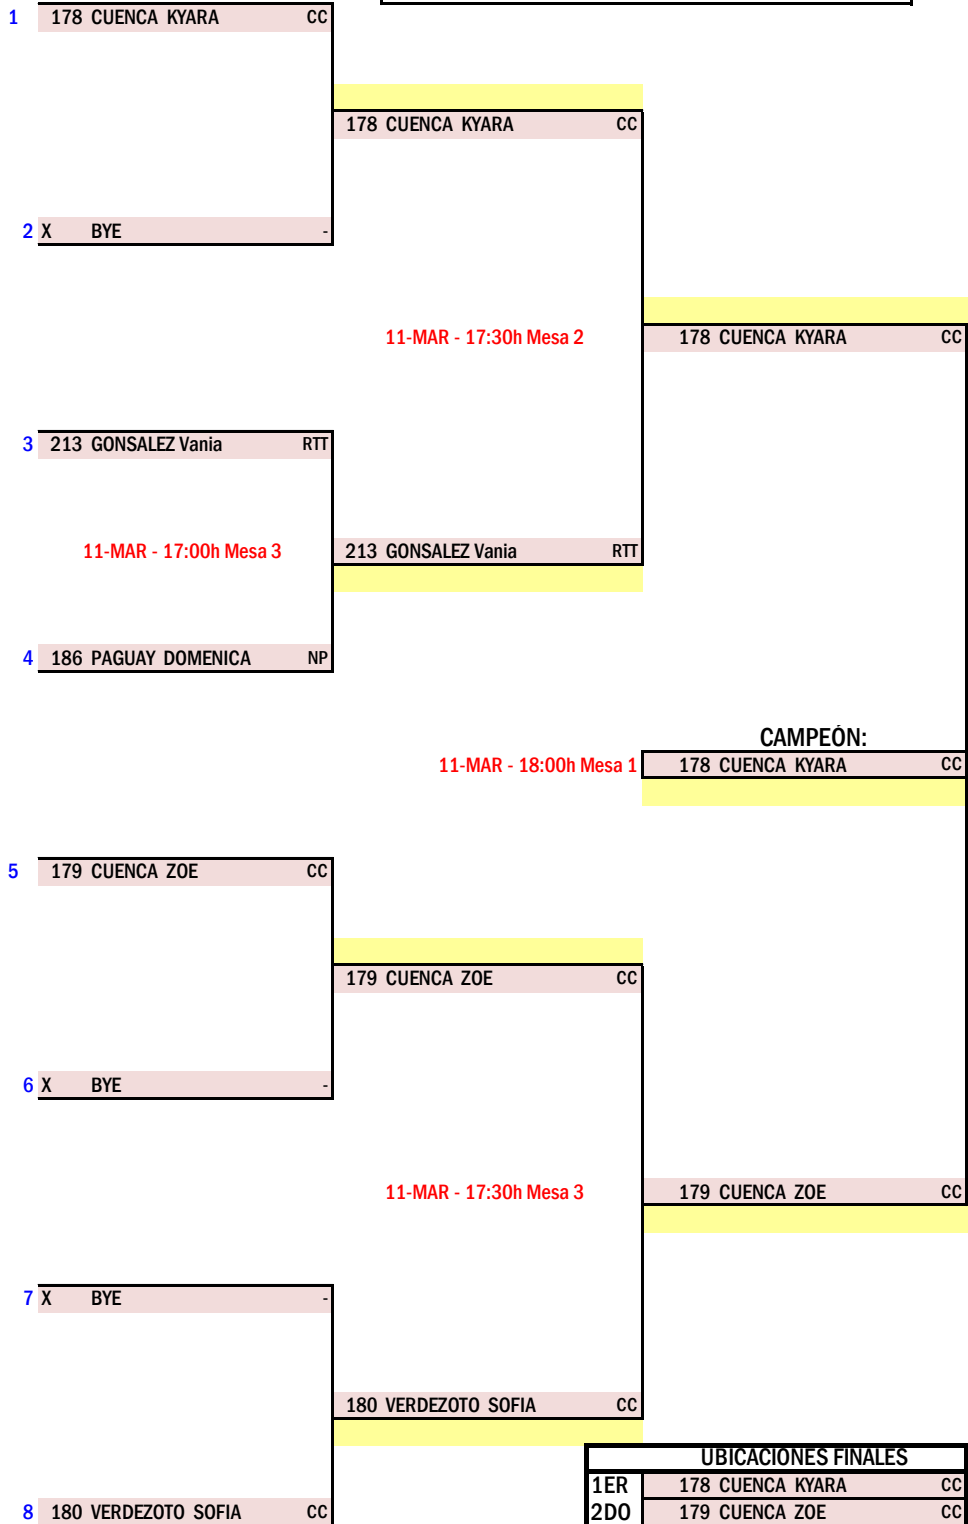 1 178 CUENCA KYARA CC
178 CUENCA KYARA CC
2 X BYE -
11-MAR - 17:30h Mesa 2 178 CUENCA KYARA CC
3 213 GONSALEZ Vania RTT
11-MAR - 17:00h Mesa 3 213 GONSALEZ Vania RTT
4 186 PAGUAY DOMENICA NP
CAMPEÓN:
11-MAR - 18:00h Mesa 1 178 CUENCA KYARA CC
5 179 CUENCA ZOE CC
179 CUENCA ZOE CC
6 X BYE -
11-MAR - 17:30h Mesa 3 179 CUENCA ZOE CC
7 X BYE -
180 VERDEZOTO SOFIA CC
UBICACIONES FINALES
1ER 178 CUENCA KYARA CC
8 180 VERDEZOTO SOFIA CC 2DO 179 CUENCA ZOE CC